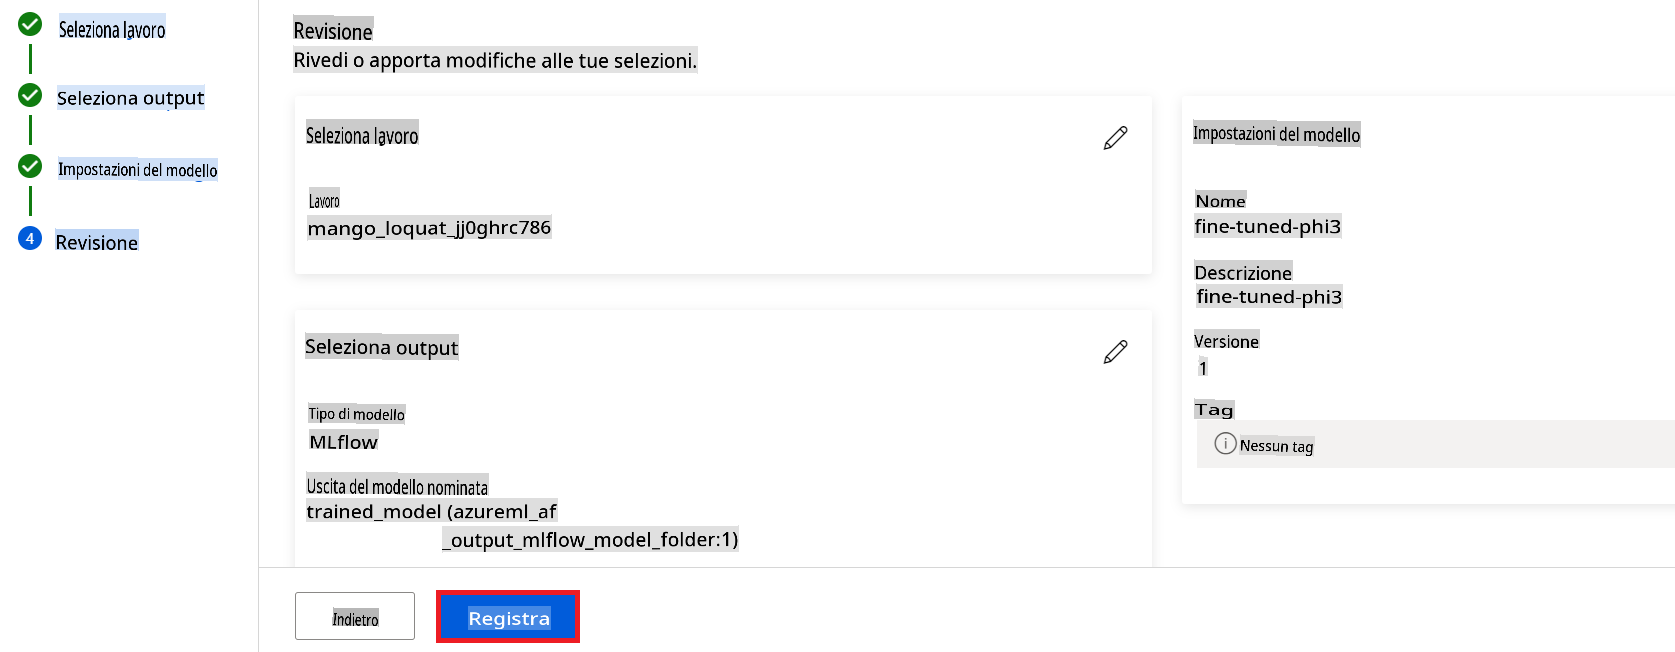 Seleziona lavoro
Seleziona output
Impostazioni del modello
4
Revisione
Revisione
Rivedi o apporta modifiche alle tue selezioni.
Seleziona lavoro
Lavoro
mango_loquat_jj0ghrc786
Seleziona output
Tipo di modello
MLflow
Uscita del modello nominata
trained_model (azureml_af
_output_mlflow_model_folder:1)
Impostazioni del modello
Nome
fine-tuned-phi3
Descrizione
fine-tuned-phi3
Versione
1
Tag
Nessun tag
Indietro
Registra